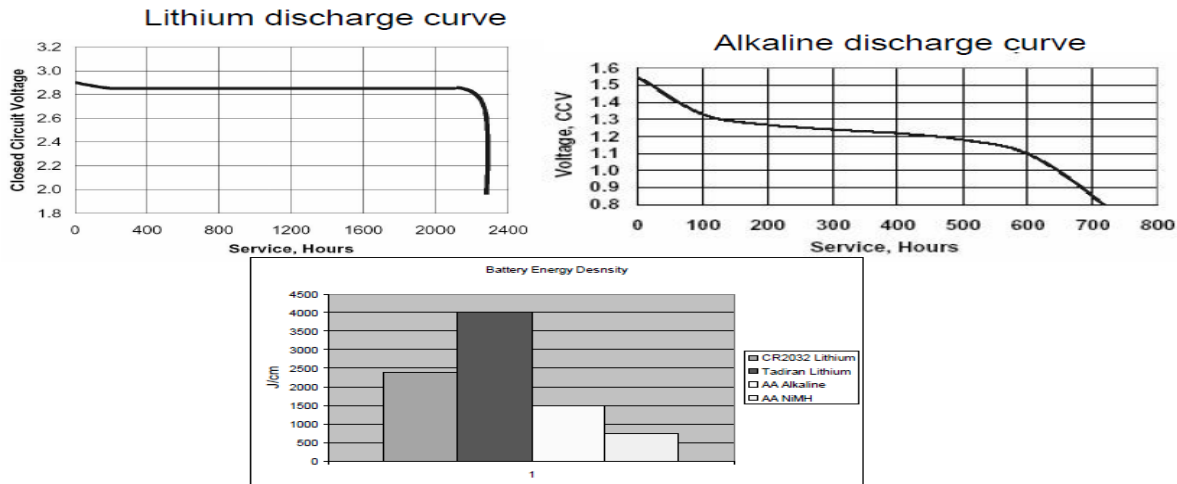 Lithium discharge curve
Closed Circuit Voltage
3.2
3.0
2.8
2.6
2.4
2.2
2.0
1.8
0 400 800 1200 1600 2000 2400
Service, Hours
Alkaline discharge curve
Voltage, CCV
1.6
1.5
1.4
1.3
1.2
1.1
1.0
0.9
0.8
0 100 200 300 400 500 600 700 800
Service, Hours
Battery Energy Desnsity
J/cm
4500
4000
3500
3000
2500
2000
1500
1000
500
0
1
CR2032 Lithium
Tadiran Lithium
AA Alkaline
AA NiMH